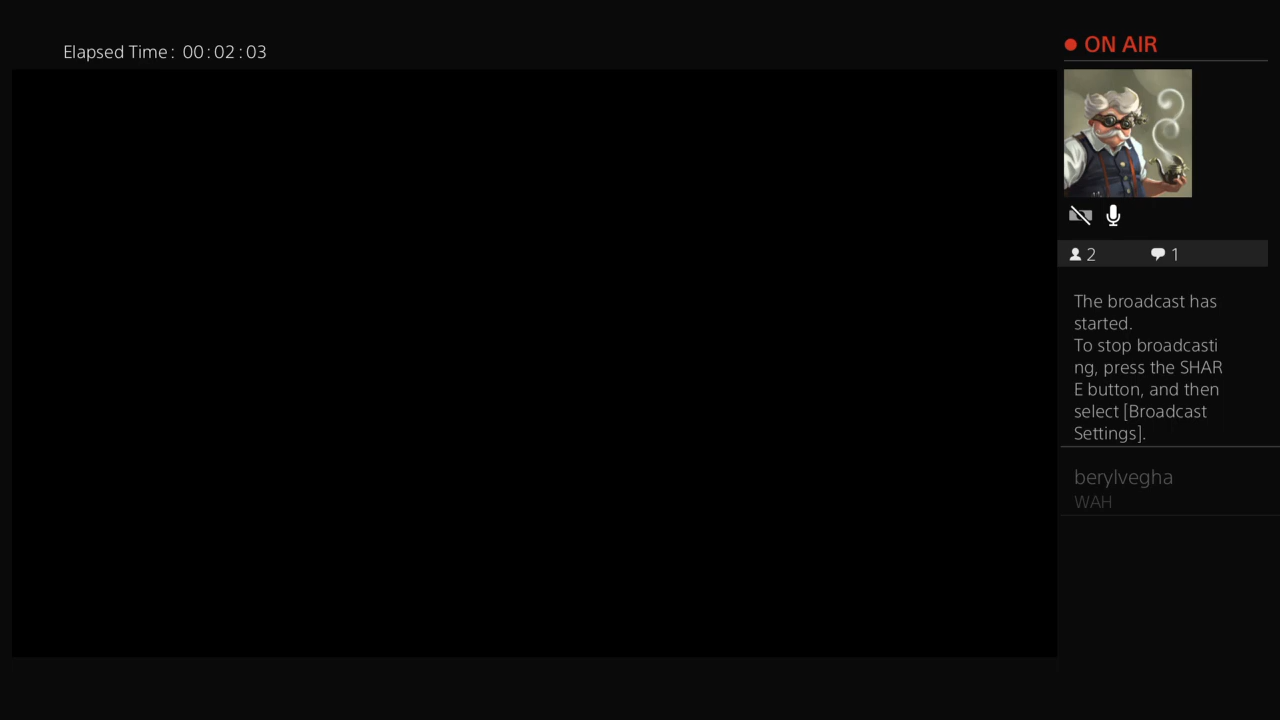 Elapsed Time: 00:02:03
ON AIR
2 1
The broadcast has
started.
To stop broadcasti
ng, press the SHAR
E button, and then
select [Broadcast
Settings].
berylvegha
WAH